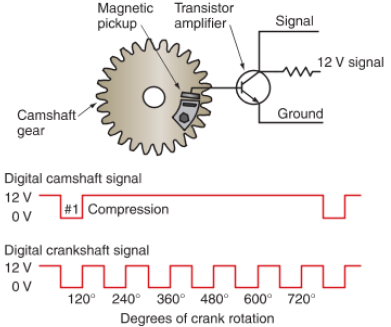 Magnetic
pickup
Transistor
amplifier
Signal
12 V signal
Camshaft
gear
Ground
Digital camshaft signal
12 V
0 V
#1 Compression
Digital crankshaft signal
12 V
0 V
120° 240° 360° 480° 600° 720°
Degrees of crank rotation